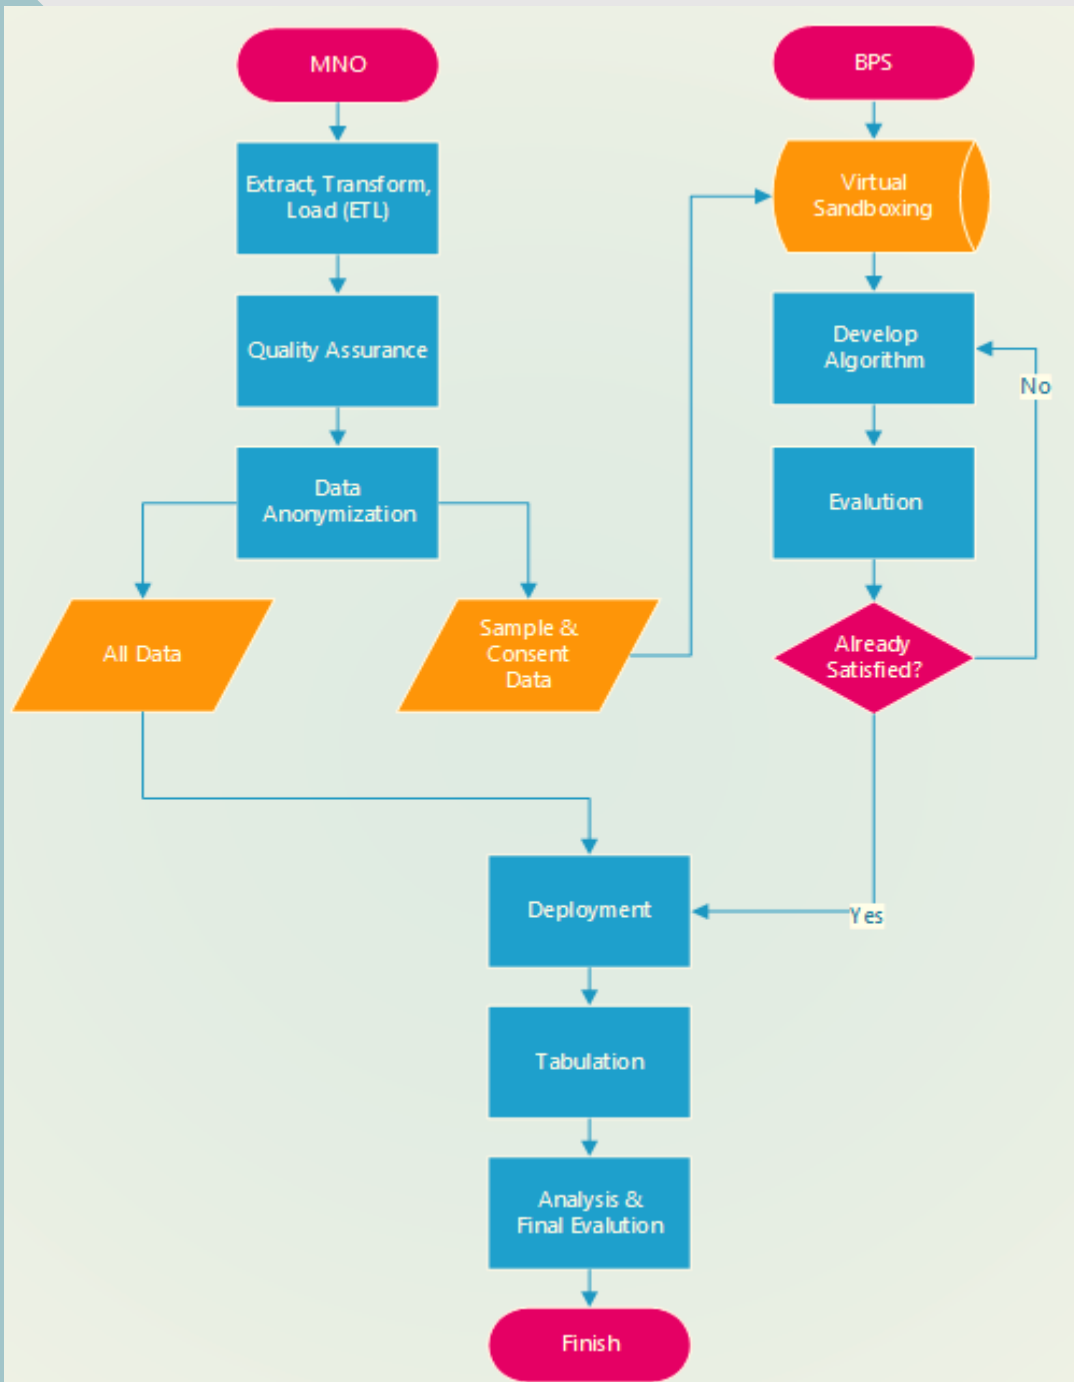 MNO
Extract, Transform,
Load (ETL)
Quality Assurance
Data
Anonymization
All Data
Sample &
Consent
Data
BPS
Virtual
Sandboxing
Develop
Algorithm
No
Evalution
Already
Satisfied?
Yes
Deployment
Tabulation
Analysis &
Final Evalution
Finish